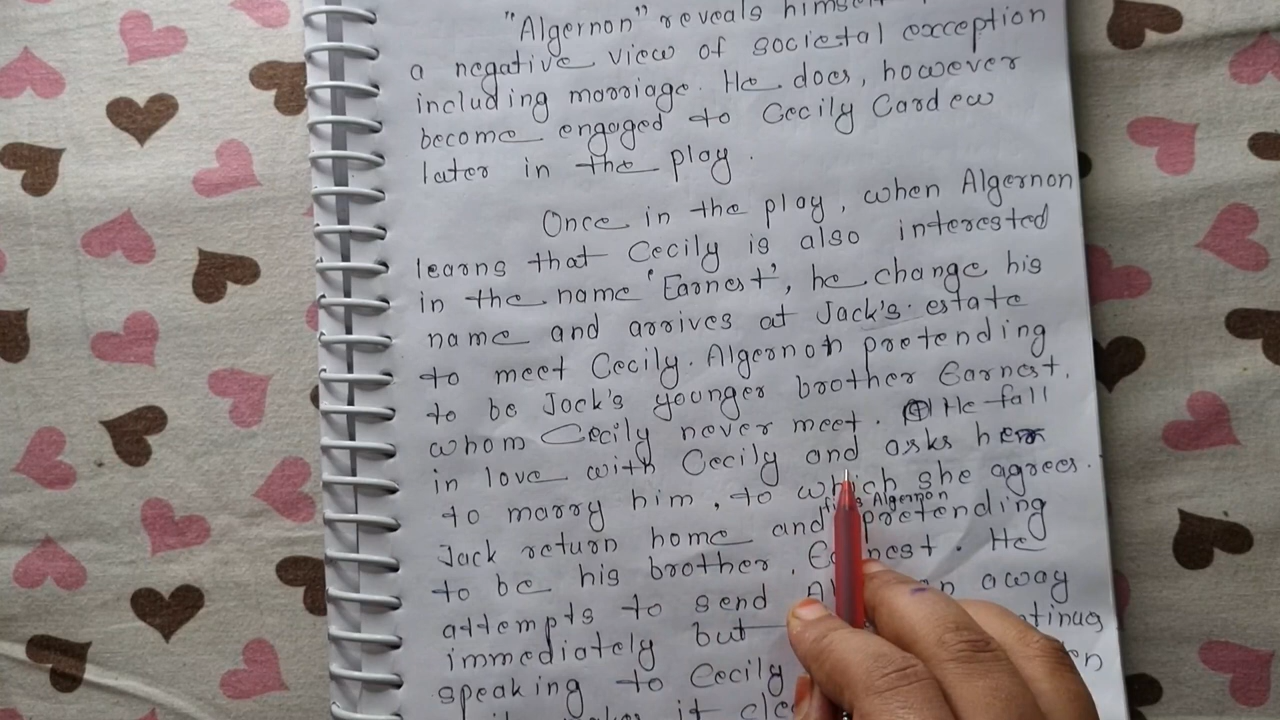 "Algernon" reveals himself
a negative view of societal exception
including marriage. He does, however
become engaged to Cecily Cardew
later in the play.
Once in the play, when Algernon
learns that Cecily is also interested
in the name 'Earnest', he change his
name and arrives at Jack's estate
to meet Cecily. Algernon pretending
to be Jack's younger brother Earnest.
whom Cecily never meet. He fall
in love with Cecily and asks her
to marry him, to which she agrees.
Jack return home and Algernon pretending
to be his brother, He
attempts to send away
immediately but
speaking to Cecily
it